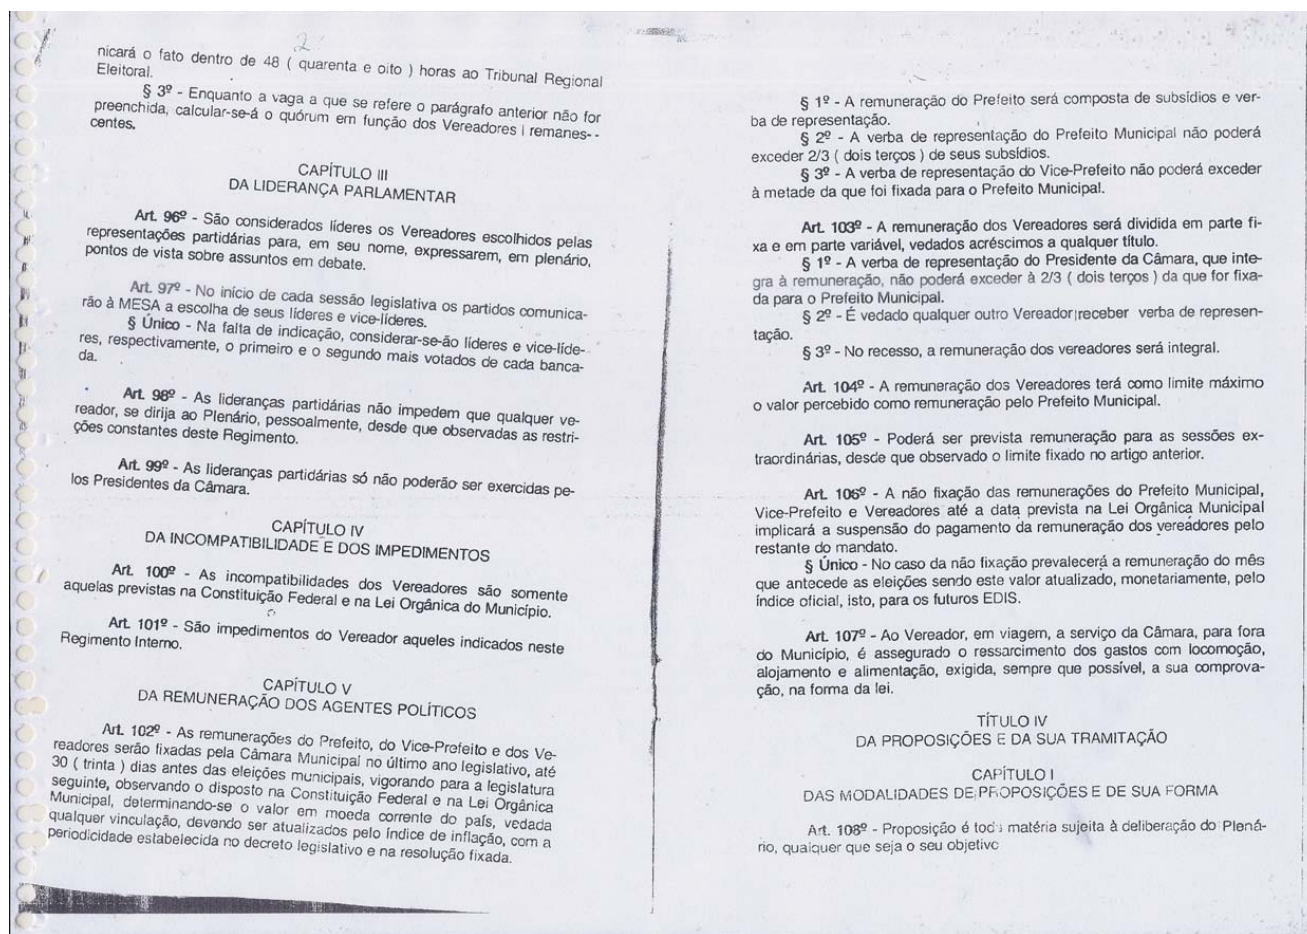 2
nicará o fato dentro de 48 ( quarenta e oito ) horas ao Tribunal Regional
Eleitoral.
§ 3º - Enquanto a vaga a que se refere o parágrafo anterior não for
preenchida, calcular-se-á o quórum em função dos Vereadores remanes-
centes.
CAPÍTULO III
DA LIDERANÇA PARLAMENTAR
Art. 96º - São considerados líderes os Vereadores escolhidos pelas
representações partidárias para, em seu nome, expressarem, em plenário,
pontos de vista sobre assuntos em debate.
Art. 97º - No início de cada sessão legislativa os partidos comunica-
rão à MESA a escolha de seus líderes e vice-líderes.
§ Único - Na falta de indicação, considerar-se-ão líderes e vice-líde-
res, respectivamente, o primeiro e o segundo mais votados de cada banca-
da.
Art. 98º - As lideranças partidárias não impedem que qualquer ve-
reador, se dirija ao Plenário, pessoalmente, desde que observadas as restri-
ções constantes deste Regimento.
Art. 99º - As lideranças partidárias só não poderão ser exercidas pe-
los Presidentes da Câmara.
CAPÍTULO IV
DA INCOMPATIBILIDADE E DOS IMPEDIMENTOS
Art. 100º - As incompatibilidades dos Vereadores são somente
aquelas previstas na Constituição Federal e na Lei Orgânica do Município.
Art. 101º - São impedimentos do Vereador aqueles indicados neste
Regimento Interno.
CAPÍTULO V
DA REMUNERAÇÃO DOS AGENTES POLÍTICOS
Art. 102º - As remunerações do Prefeito, do Vice-Prefeito e dos Ve-
readores serão fixadas pela Câmara Municipal no último ano legislativo, até
30 ( trinta ) dias antes das eleições municipais, vigorando para a legislatura
seguinte, observando o disposto na Constituição Federal e na Lei Orgânica
Municipal, determinando-se o valor em moeda corrente do país, vedada
qualquer vinculação, devendo ser atualizados pelo índice de inflação, com a
periodicidade estabelecida no decreto legislativo e na resolução fixada.
§ 1º - A remuneração do Prefeito será composta de subsídios e ver-
ba de representação.
§ 2º - A verba de representação do Prefeito Municipal não poderá
exceder 2/3 ( dois terços ) de seus subsídios.
§ 3º - A verba de representação do Vice-Prefeito não poderá exceder
à metade da que foi fixada para o Prefeito Municipal.
Art. 103º - A remuneração dos Vereadores será dividida em parte fi-
xa e em parte variável, vedados acréscimos a qualquer título.
§ 1º - A verba de representação do Presidente da Câmara, que inte-
gra à remuneração, não poderá exceder à 2/3 ( dois terços ) da que for fixa-
da para o Prefeito Municipal.
§ 2º - É vedado qualquer outro Vereador receber verba de represen-
tação.
§ 3º - No recesso, a remuneração dos vereadores será integral.
Art. 104º - A remuneração dos Vereadores terá como limite máximo
o valor percebido como remuneração pelo Prefeito Municipal.
Art. 105º - Poderá ser prevista remuneração para as sessões ex-
traordinárias, desde que observado o limite fixado no artigo anterior.
Art. 106º - A não fixação das remunerações do Prefeito Municipal,
Vice-Prefeito e Vereadores até a data prevista na Lei Orgânica Municipal
implicará a suspensão do pagamento da remuneração dos vereadores pelo
restante do mandato.
§ Único - No caso da não fixação prevalecerá a remuneração do mês
que antecede as eleições sendo este valor atualizado, monetariamente, pelo
índice oficial, isto, para os futuros EDIS.
Art. 107º - Ao Vereador, em viagem, a serviço da Câmara, para fora
do Município, é assegurado o ressarcimento dos gastos com locomoção,
alojamento e alimentação, exigida, sempre que possível, a sua comprova-
ção, na forma da lei.
TÍTULO IV
DA PROPOSIÇÕES E DA SUA TRAMITAÇÃO
CAPÍTULO I
DAS MODALIDADES DE PROPOSIÇÕES E DE SUA FORMA
Art. 108º - Proposição é toda matéria sujeita à deliberação do Plená-
rio, qualquer que seja o seu objetivo